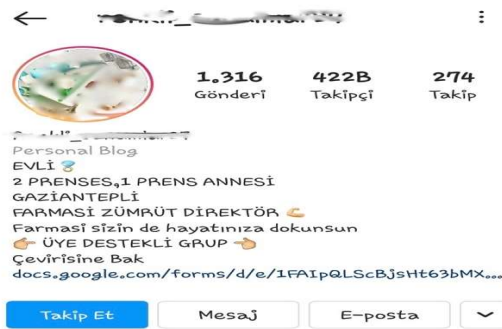 1.316 422B 274
Gönderi Takipçi Takip
Personal Blog
EVLİ
2 PRENSES,1 PRENS ANNESİ
GAZİANTEPLİ
FARMASİ ZÜMRÜT DİREKTÖR 💪
Farmasi sizin de hayatınıza dokunsun
👉 ÜYE DESTEKLİ GRUP 👈
Çevirisine Bak
docs.google.com/forms/d/e/1FAIpQLScBjsHt63bMX...
Takip Et Mesaj E-posta